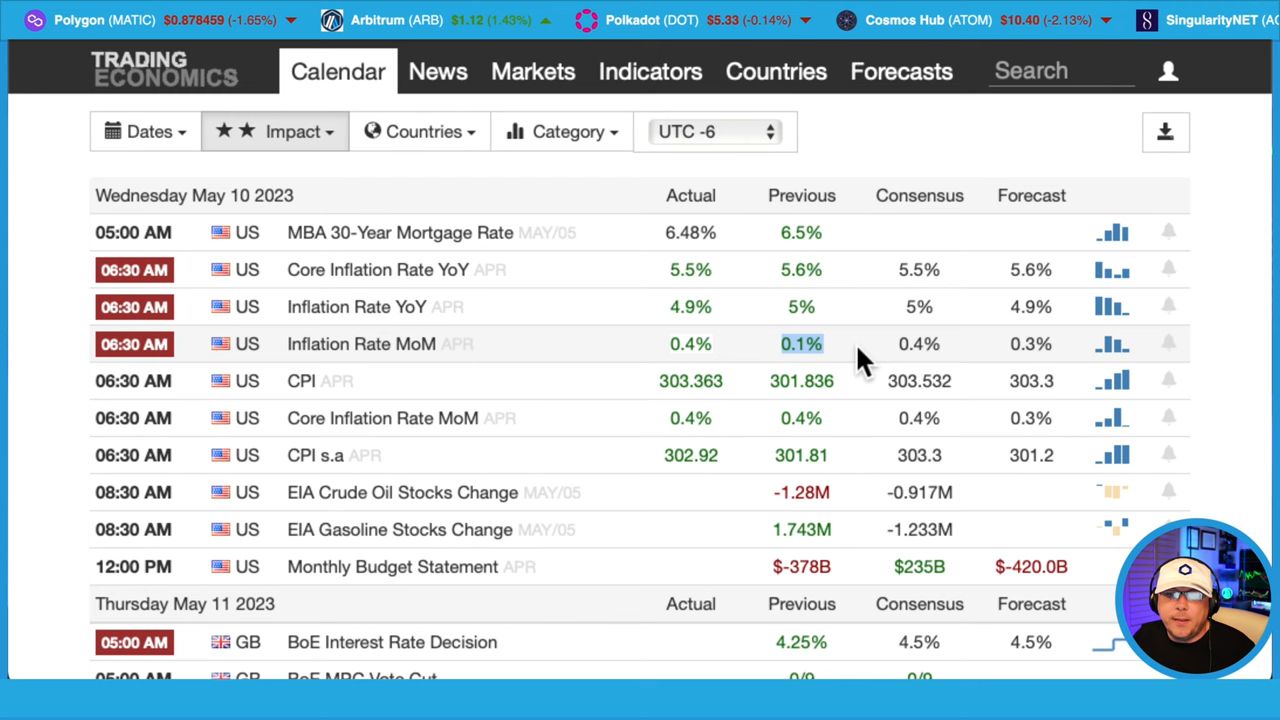 Polygon (MATIC) $0.878459 (-1.65%) Arbitrum (ARB) $1.12 (1.43%) Polkadot (DOT) $5.33 (-0.14%) Cosmos Hub (ATOM) $10.40 (-2.13%) SingularityNET
TRADING
ECONOMICS
Calendar News Markets Indicators Countries Forecasts Search
Dates Impact Countries Category UTC -6
Wednesday May 10 2023 Actual Previous Consensus Forecast
05:00 AM US MBA 30-Year Mortgage Rate MAY/05 6.48% 6.5%
06:30 AM US Core Inflation Rate YoY APR 5.5% 5.6% 5.5% 5.6%
06:30 AM US Inflation Rate YoY APR 4.9% 5% 5% 4.9%
06:30 AM US Inflation Rate MoM APR 0.4% 0.1% 0.4% 0.3%
06:30 AM US CPI APR 303.363 301.836 303.532 303.3
06:30 AM US Core Inflation Rate MoM APR 0.4% 0.4% 0.4% 0.3%
06:30 AM US CPI s.a APR 302.92 301.81 303.3 301.2
08:30 AM US EIA Crude Oil Stocks Change MAY/05 -1.28M -0.917M
08:30 AM US EIA Gasoline Stocks Change MAY/05 1.743M -1.233M
12:00 PM US Monthly Budget Statement APR $-378B $235B $-420.0B
Thursday May 11 2023 Actual Previous Consensus Forecast
05:00 AM GB BoE Interest Rate Decision 4.25% 4.5% 4.5%